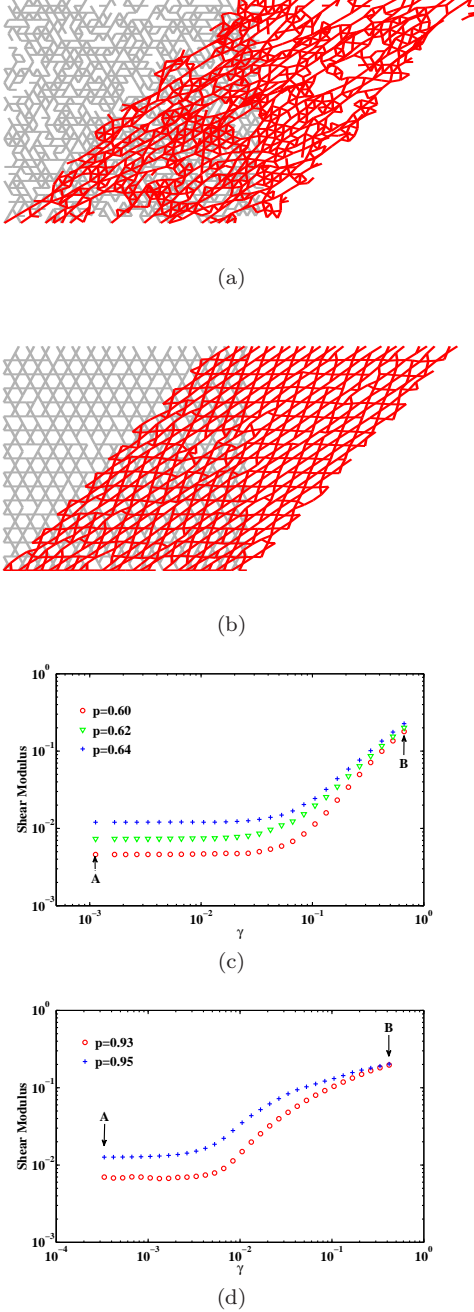 (a)
(b)
10^0
10^-1
10^-2
10^-3
Shear Modulus
p=0.60
p=0.62
p=0.64
A
B
10^-3
10^-2
10^-1
10^0
γ
(c)
10^0
10^-1
10^-2
10^-3
Shear Modulus
p=0.93
p=0.95
A
B
10^-4
10^-3
10^-2
10^-1
10^0
γ
(d)